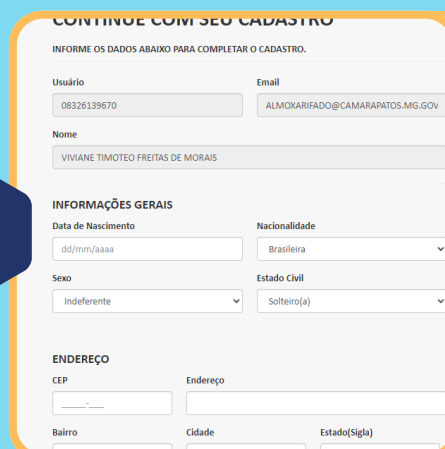 CONTINUE COM SEU CADASTRO
INFORME OS DADOS ABAIXO PARA COMPLETAR O CADASTRO.
Usuário Email
08326139670 ALMOXARIFADO@CAMARAPATOS.MG.GOV
Nome
VIVIANE TIMOTEO FREITAS DE MORAIS
INFORMAÇÕES GERAIS
Data de Nascimento Nacionalidade
dd/mm/aaaa Brasileira
Sexo Estado Civil
Indeferente Solteiro(a)
ENDEREÇO
CEP Endereço
_____-___
Bairro Cidade Estado(Sigla)